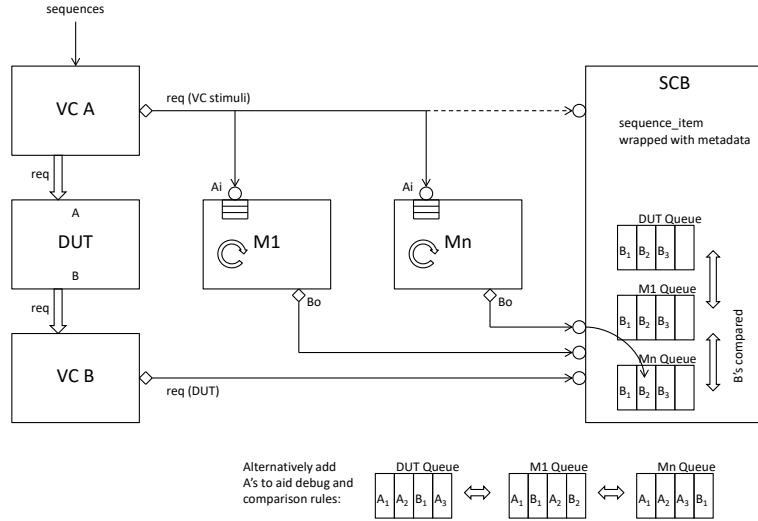 sequences
VC A
req (VC stimuli)
SCB
sequence_item
wrapped with metadata
req
Ai
Ai
A
DUT
B
M1
Mn
DUT Queue
B₁ B₂ B₃
Bo
Bo
req
M1 Queue
B₁ B₂ B₃
B's compared
VC B
req (DUT)
Mn Queue
B₁ B₂ B₃
Alternatively add
A's to aid debug and
comparison rules:
DUT Queue
A₁ A₂ B₁ A₃
M1 Queue
A₁ B₁ A₂ B₂
Mn Queue
A₁ A₂ A₃ B₁